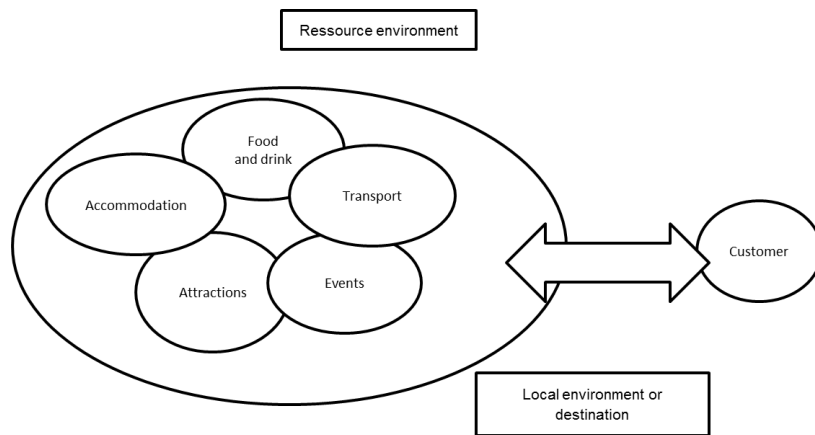 Ressource environment
Food
and drink
Accommodation
Transport
Customer
Attractions
Events
Local environment or
destination